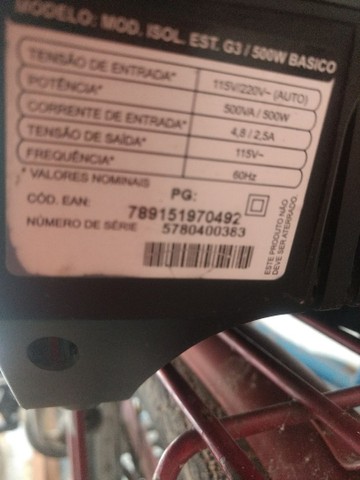 MODELO: MOD. ISOL. EST. G3 / 500W BASICO
TENSÃO DE ENTRADA* 115V/220V~ (AUTO)
POTÊNCIA* 500VA / 500W
CORRENTE DE ENTRADA* 4,8 / 2,5A
TENSÃO DE SAÍDA* 115V~
FREQUÊNCIA* 60Hz
* VALORES NOMINAIS
PG:
CÓD. EAN: 789151970492
NÚMERO DE SÉRIE 5780400383
ESTE PRODUTO NÃO
DEVE SER ATERRADO